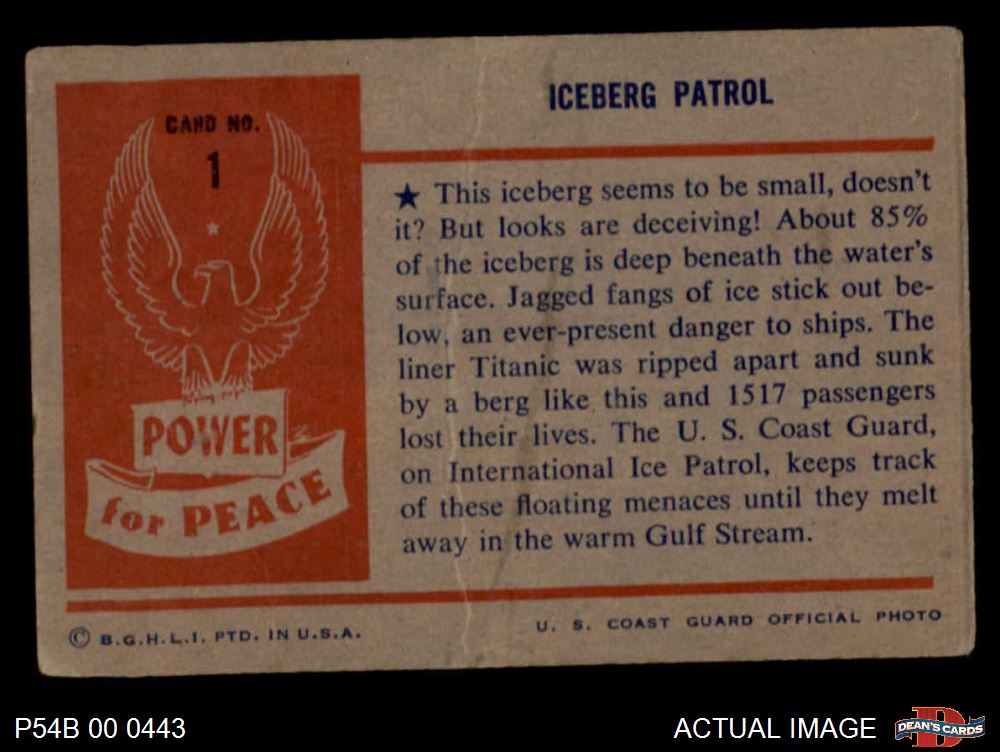 CARD NO.
1
POWER
for PEACE
ICEBERG PATROL
★ This iceberg seems to be small, doesn't
it? But looks are deceiving! About 85%
of the iceberg is deep beneath the water's
surface. Jagged fangs of ice stick out be-
low, an ever-present danger to ships. The
liner Titanic was ripped apart and sunk
by a berg like this and 1517 passengers
lost their lives. The U. S. Coast Guard,
on International Ice Patrol, keeps track
of these floating menaces until they melt
away in the warm Gulf Stream.
© B.G.H.L.I. PTD. IN U.S.A.
U. S. COAST GUARD OFFICIAL PHOTO
P54B 00 0443
ACTUAL IMAGE
DEAN'S CARDS